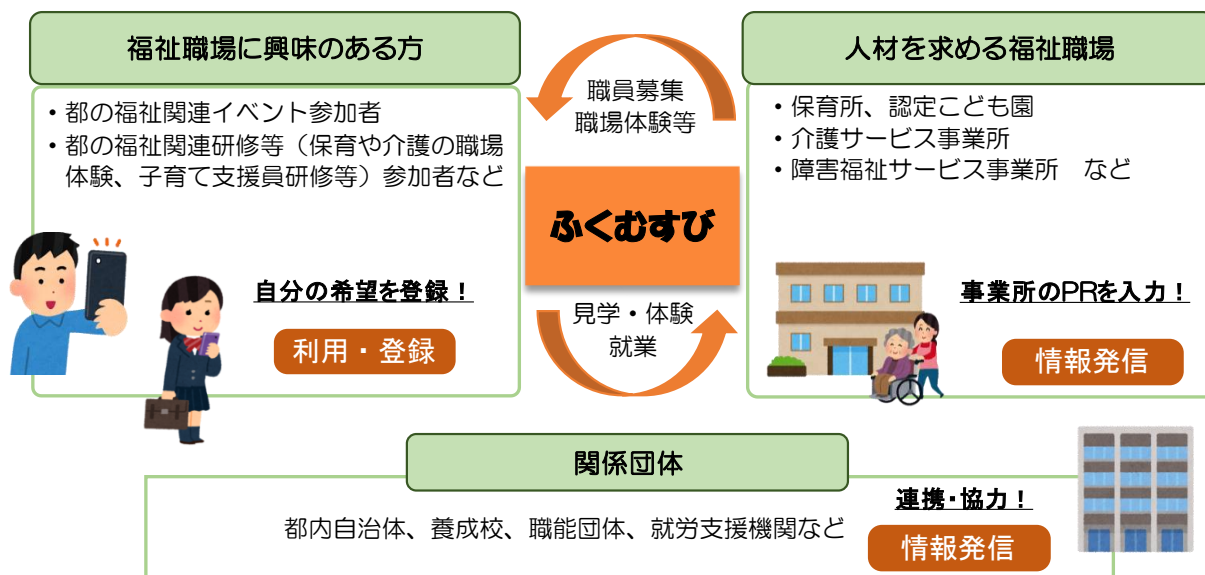 福祉職場に興味のある方
・都の福祉関連イベント参加者
・都の福祉関連研修等（保育や介護の職場
体験、子育て支援員研修等）参加者など
自分の希望を登録！
利用・登録
職員募集
職場体験等
ふくむすび
見学・体験
就業
人材を求める福祉職場
・保育所、認定こども園
・介護サービス事業所
・障害福祉サービス事業所　など
事業所のPRを入力！
情報発信
関係団体
都内自治体、養成校、職能団体、就労支援機関など
連携・協力！
情報発信